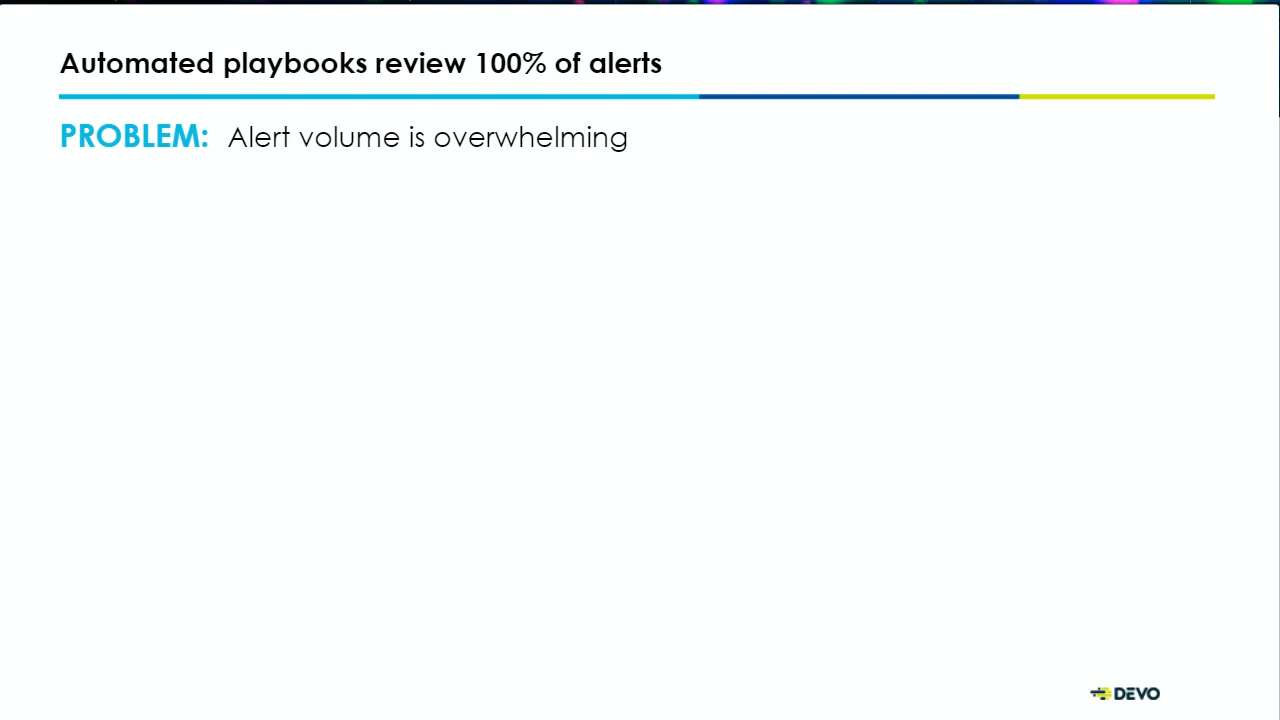 Automated playbooks review 100% of alerts
PROBLEM: Alert volume is overwhelming
DEVO